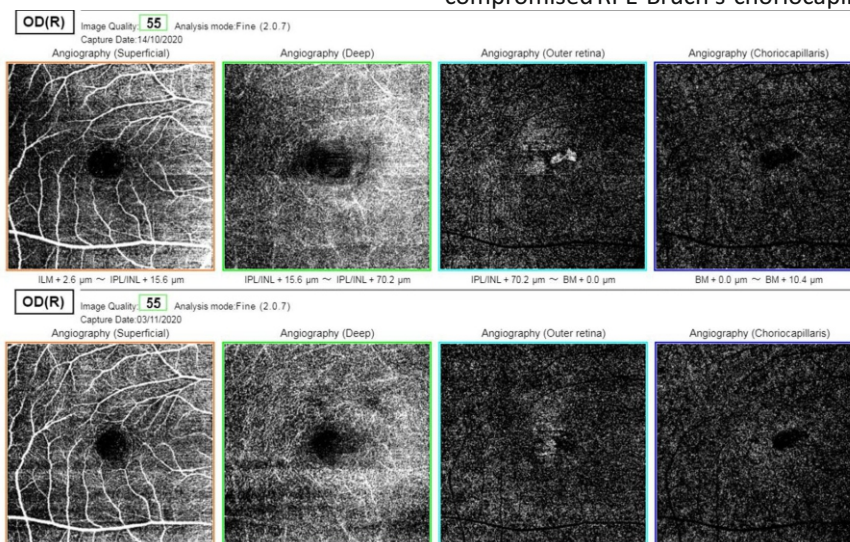 compromised RPE-Bruch's-choriocapil
OD(R) Image Quality: 55 Analysis mode:Fine (2.0.7)
Capture Date:14/10/2020
Angiography (Superficial) Angiography (Deep) Angiography (Outer retina) Angiography (Choriocapillaris)
ILM + 2.6 µm ~ IPL/INL + 15.6 µm IPL/INL + 15.6 µm ~ IPL/INL + 70.2 µm IPL/INL + 70.2 µm ~ BM + 0.0 µm BM + 0.0 µm ~ BM + 10.4 µm
OD(R) Image Quality: 55 Analysis mode:Fine (2.0.7)
Capture Date:03/11/2020
Angiography (Superficial) Angiography (Deep) Angiography (Outer retina) Angiography (Choriocapillaris)